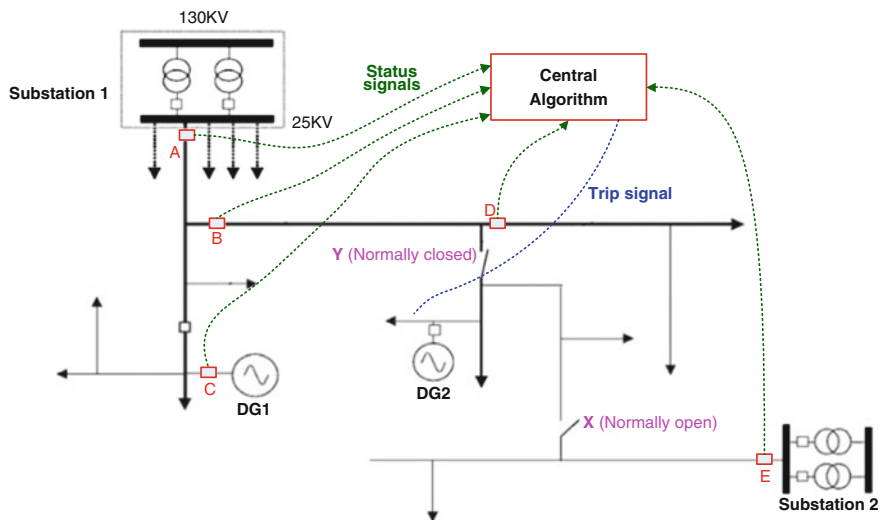 130KV
Substation 1
Status
signals
Central
Algorithm
25KV
A
Trip signal
B
D
Y (Normally closed)
C
DG1
DG2
X (Normally open)
E
Substation 2